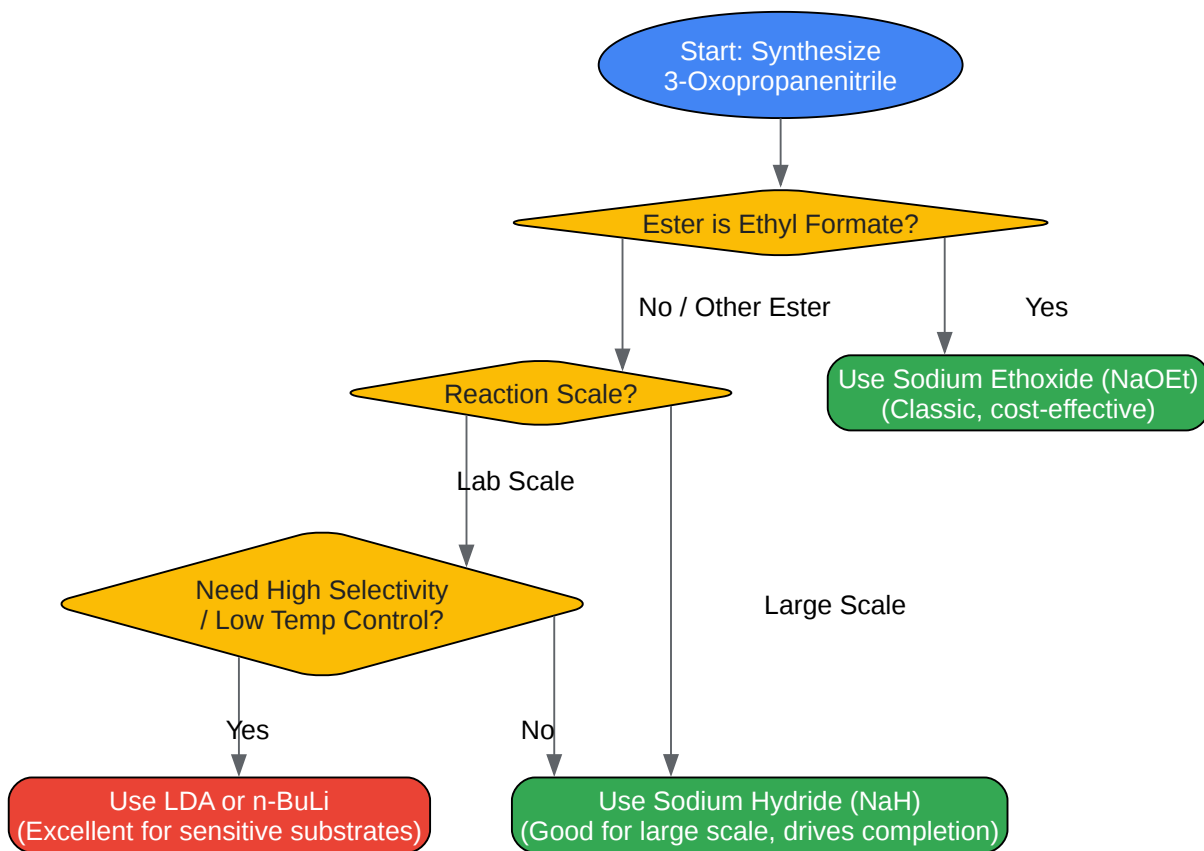 Start: Synthesize
3-Oxopropanenitrile
Ester is Ethyl Formate?
No / Other Ester
Yes
Use Sodium Ethoxide (NaOEt)
(Classic, cost-effective)
Reaction Scale?
Lab Scale
Need High Selectivity
/ Low Temp Control?
Large Scale
Yes
No
Use LDA or n-BuLi
(Excellent for sensitive substrates)
Use Sodium Hydride (NaH)
(Good for large scale, drives completion)